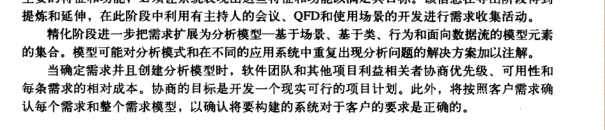 提炼和延伸，在此阶段中利用有主持人的会议、QFD和使用场景的开发进行需求收集活动。
精化阶段进一步把需求扩展为分析模型—基于场景、基于类、行为和面向数据流的模型元
素的集合。模型可能对分析模式和在不同的应用系统中重复出现分析问题的解决方案加以注解。
当确定需求并且创建分析模型时，软件团队和其他项目利益相关者协商优先级、可用性和
每条需求的相对成本。协商的目标是开发一个现实可行的项目计划。此外，将按照客户需求确
认每个需求和整个需求模型，以确认将要构建的系统对于客户的要求是正确的。